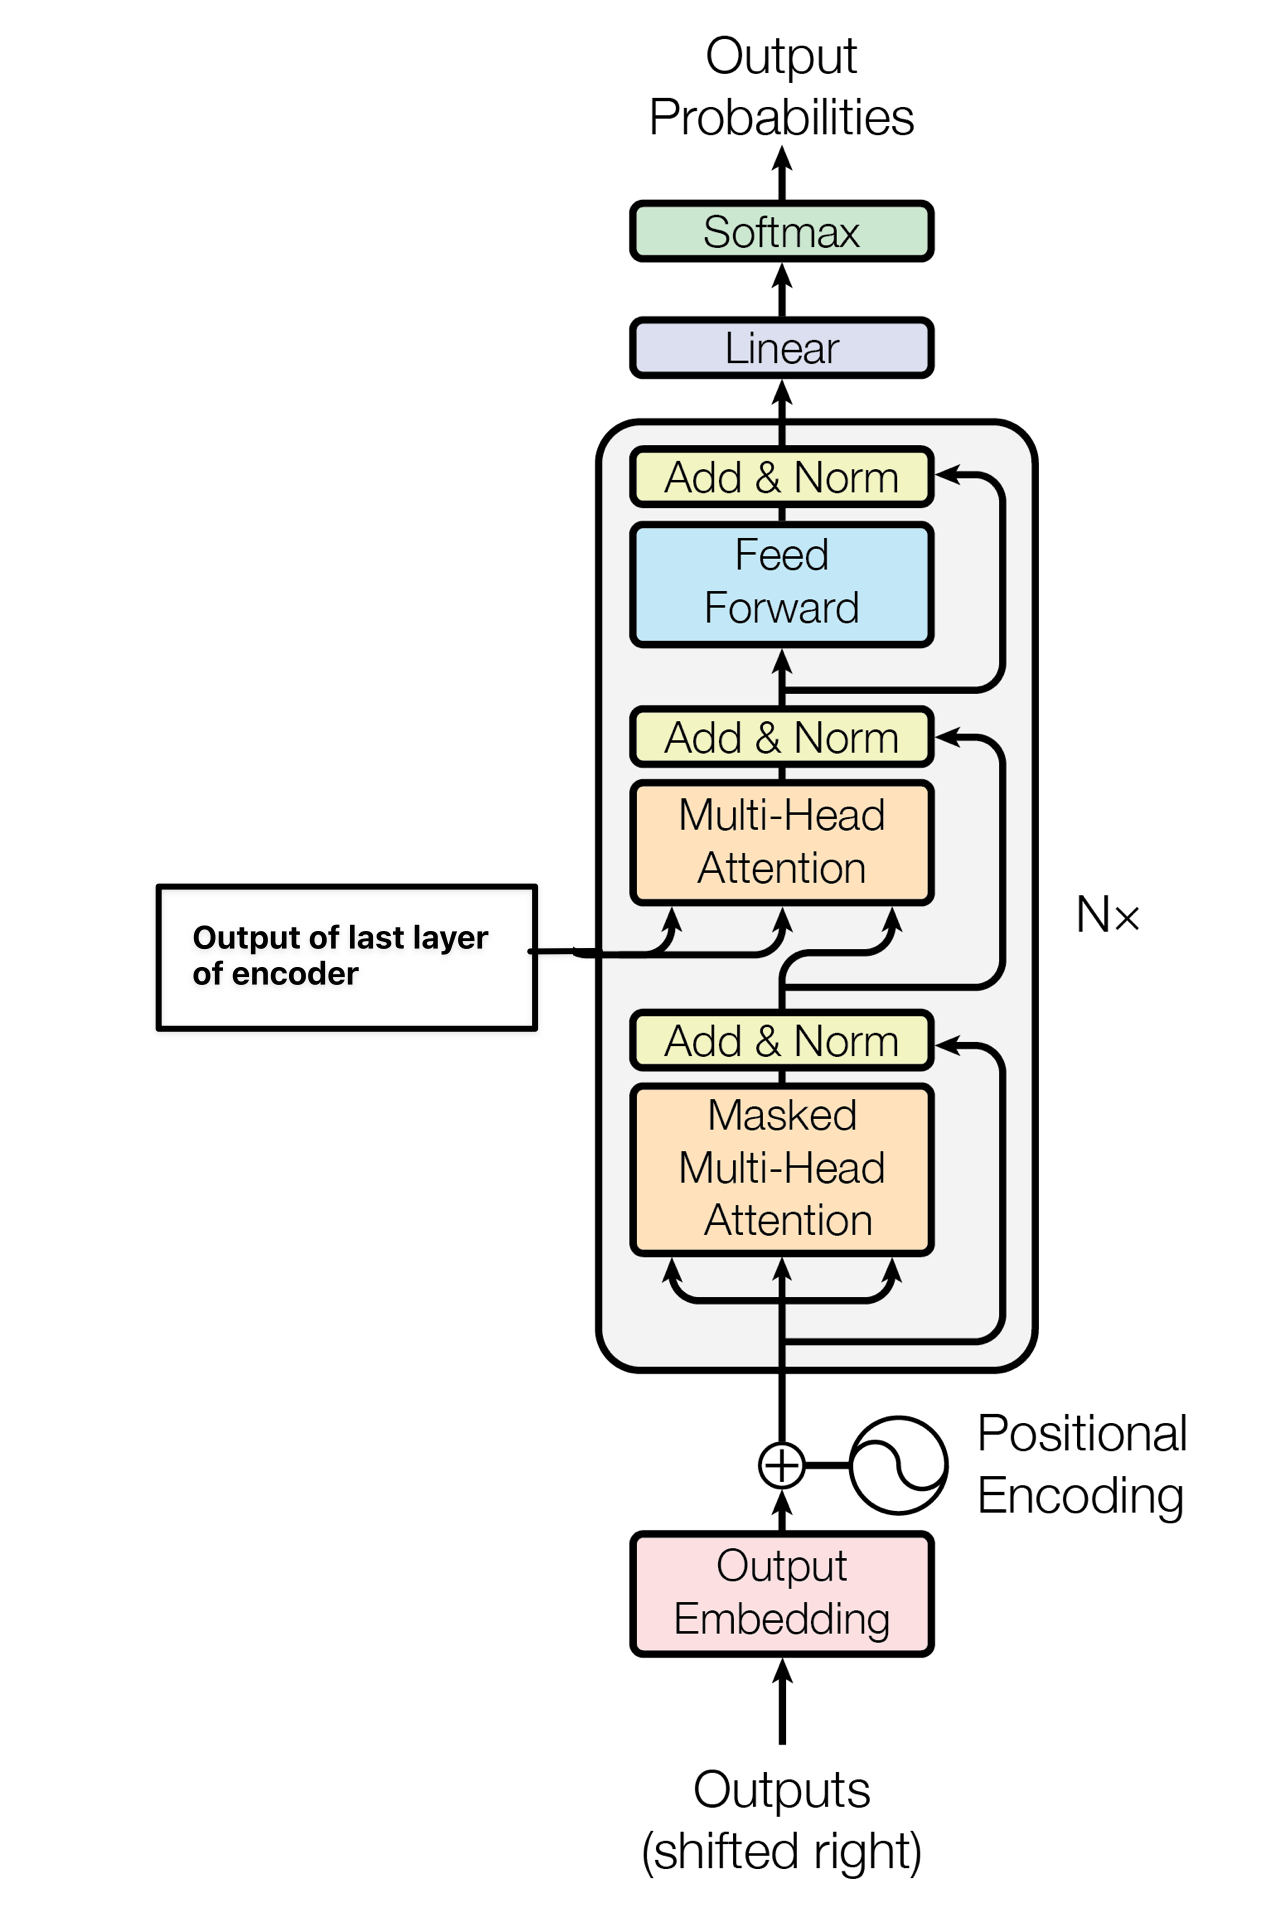 Output
Probabilities
Softmax
Linear
Add & Norm
Feed
Forward
Add & Norm
Multi-Head
Attention
Output of last layer
of encoder
N×
Add & Norm
Masked
Multi-Head
Attention
Positional
Encoding
Output
Embedding
Outputs
(shifted right)